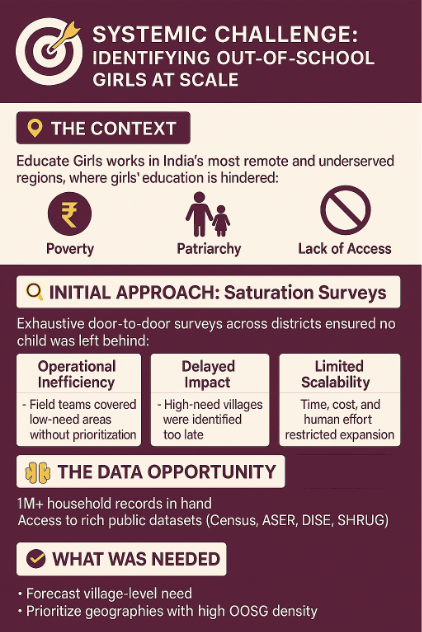 SYSTEMIC CHALLENGE:
IDENTIFYING OUT-OF-SCHOOL
GIRLS AT SCALE
THE CONTEXT
Educate Girls works in India's most remote and underserved
regions, where girls' education is hindered:
₹
Poverty
Patriarchy
Lack of Access
INITIAL APPROACH: Saturation Surveys
Exhaustive door-to-door surveys across districts ensured no
child was left behind:
Operational
Inefficiency
- Field teams covered
low-need areas
without prioritization
Delayed
Impact
- High-need villages
were identified
too late
Limited
Scalability
Time, cost, and
human effort
restricted expansion
THE DATA OPPORTUNITY
1M+ household records in hand
Access to rich public datasets (Census, ASER, DISE, SHRUG)
WHAT WAS NEEDED
• Forecast village-level need
• Prioritize geographies with high OOSG density